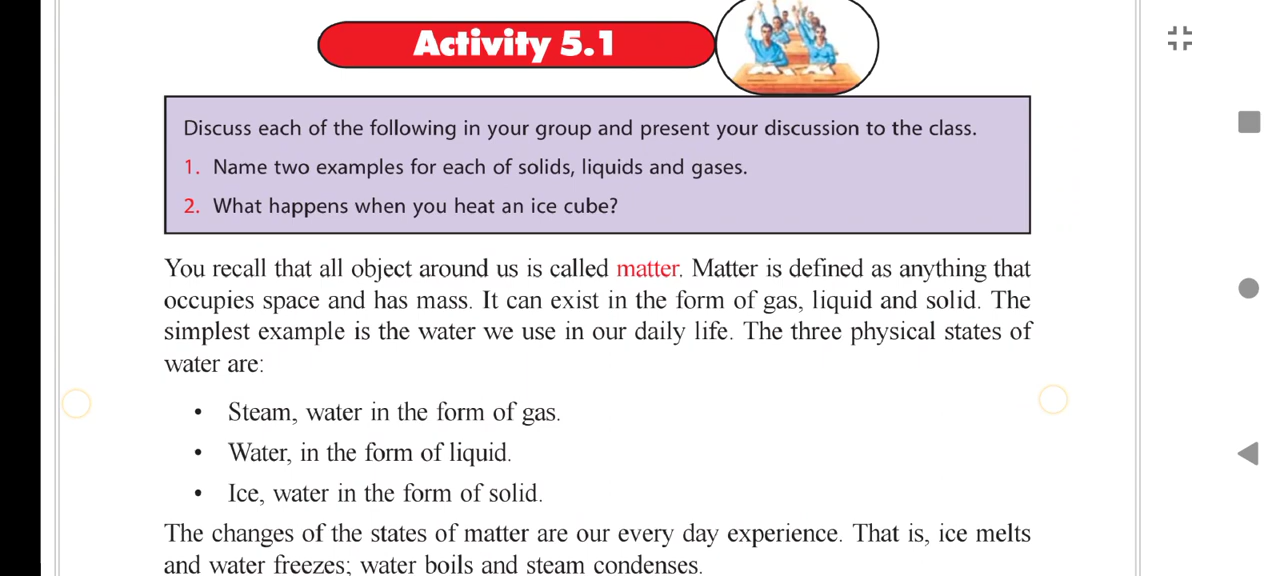 Activity 5.1
Discuss each of the following in your group and present your discussion to the class.
1. Name two examples for each of solids, liquids and gases.
2. What happens when you heat an ice cube?
You recall that all object around us is called matter. Matter is defined as anything that
occupies space and has mass. It can exist in the form of gas, liquid and solid. The
simplest example is the water we use in our daily life. The three physical states of
water are:
• Steam, water in the form of gas.
• Water, in the form of liquid.
• Ice, water in the form of solid.
The changes of the states of matter are our every day experience. That is, ice melts
and water freezes; water boils and steam condenses.